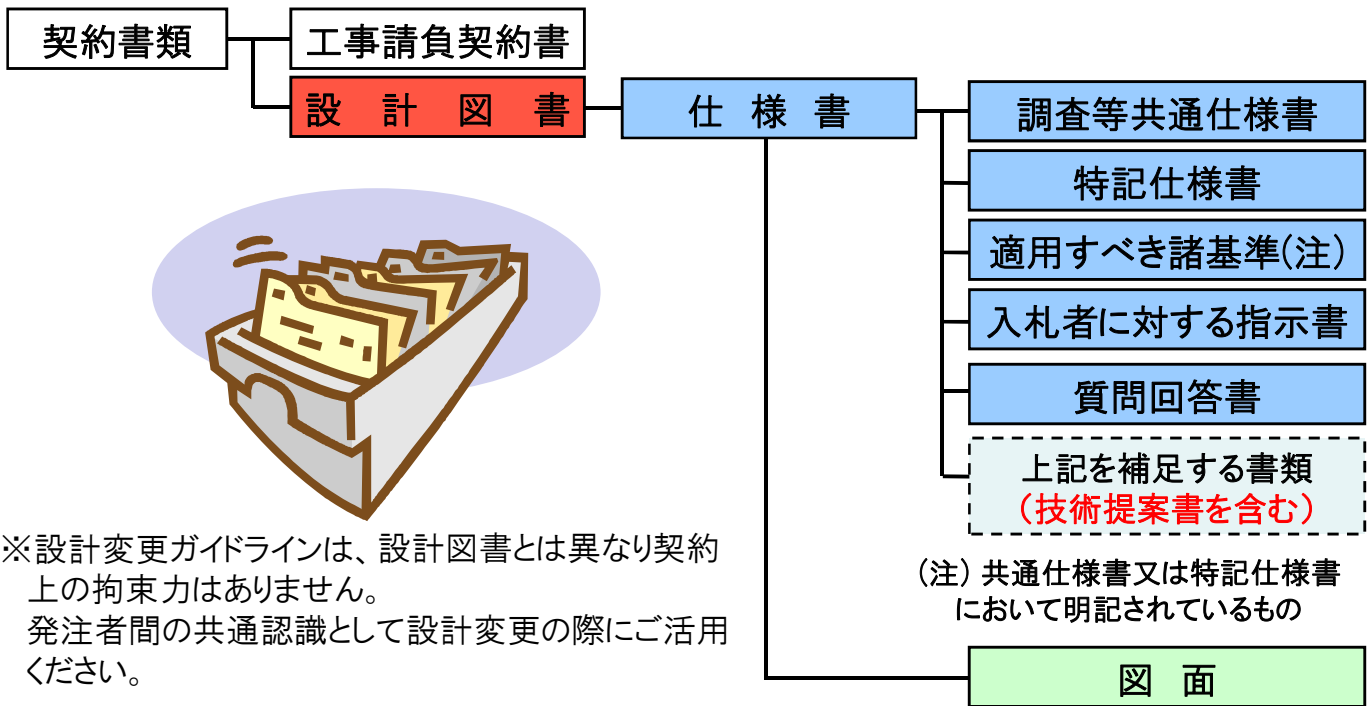 契約書類
工事請負契約書
設計図書
仕様書
調査等共通仕様書
特記仕様書
適用すべき諸基準(注)
入札者に対する指示書
質問回答書
上記を補足する書類
(技術提案書を含む)
(注) 共通仕様書又は特記仕様書
において明記されているもの
図面
※設計変更ガイドラインは、設計図書とは異なり契約
上の拘束力はありません。
発注者間の共通認識として設計変更の際にご活用
ください。